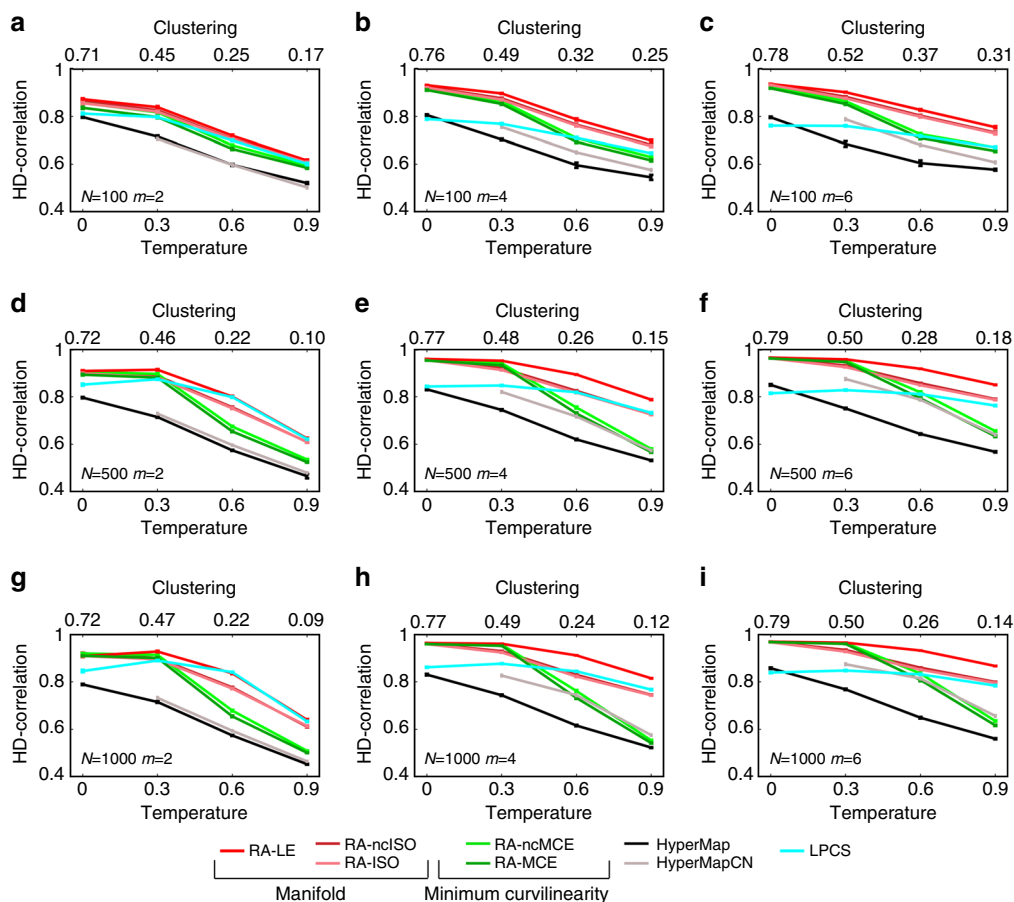 a b c
Clustering Clustering Clustering
0.71 0.45 0.25 0.17 0.76 0.49 0.32 0.25 0.78 0.52 0.37 0.31
1 1 1
0.8 0.8 0.8
HD-correlation HD-correlation HD-correlation
0.6 0.6 0.6
N=100 m=2 N=100 m=4 N=100 m=6
0.4 0.4 0.4
0 0.3 0.6 0.9 0 0.3 0.6 0.9 0 0.3 0.6 0.9
Temperature Temperature Temperature
d e f
Clustering Clustering Clustering
0.72 0.46 0.22 0.10 0.77 0.48 0.26 0.15 0.79 0.50 0.28 0.18
1 1 1
0.8 0.8 0.8
HD-correlation HD-correlation HD-correlation
0.6 0.6 0.6
N=500 m=2 N=500 m=4 N=500 m=6
0.4 0.4 0.4
0 0.3 0.6 0.9 0 0.3 0.6 0.9 0 0.3 0.6 0.9
Temperature Temperature Temperature
g h i
Clustering Clustering Clustering
0.72 0.47 0.22 0.09 0.77 0.49 0.24 0.12 0.79 0.50 0.26 0.14
1 1 1
0.8 0.8 0.8
HD-correlation HD-correlation HD-correlation
0.6 0.6 0.6
N=1000 m=2 N=1000 m=4 N=1000 m=6
0.4 0.4 0.4
0 0.3 0.6 0.9 0 0.3 0.6 0.9 0 0.3 0.6 0.9
Temperature Temperature Temperature
RA-LE RA-ncISO RA-ncMCE HyperMap LPCS
RA-ISO RA-MCE HyperMapCN
Manifold Minimum curvilinearity